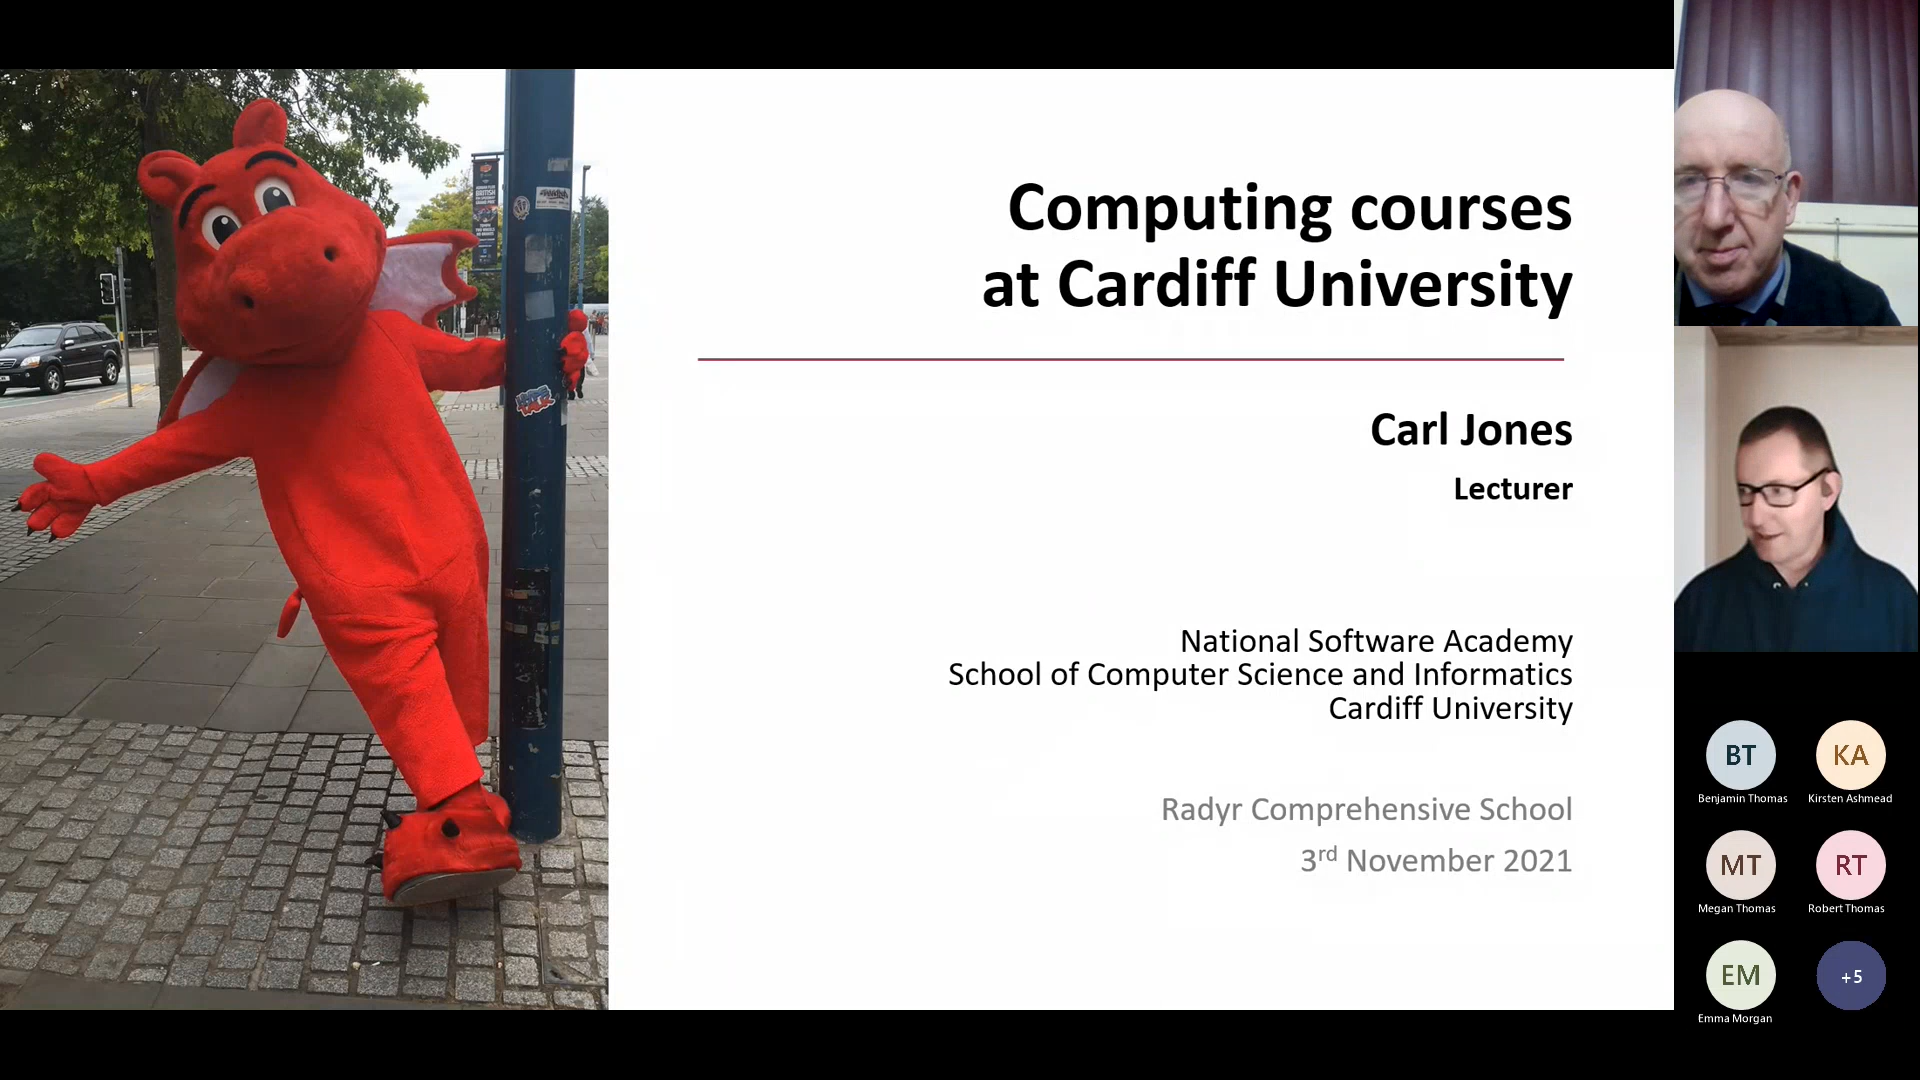 Computing courses
at Cardiff University
Carl Jones
Lecturer
National Software Academy
School of Computer Science and Informatics
Cardiff University
Radyr Comprehensive School
3rd November 2021
BT
Benjamin Thomas
KA
Kirsten Ashmead
MT
Megan Thomas
RT
Robert Thomas
EM
Emma Morgan
+5